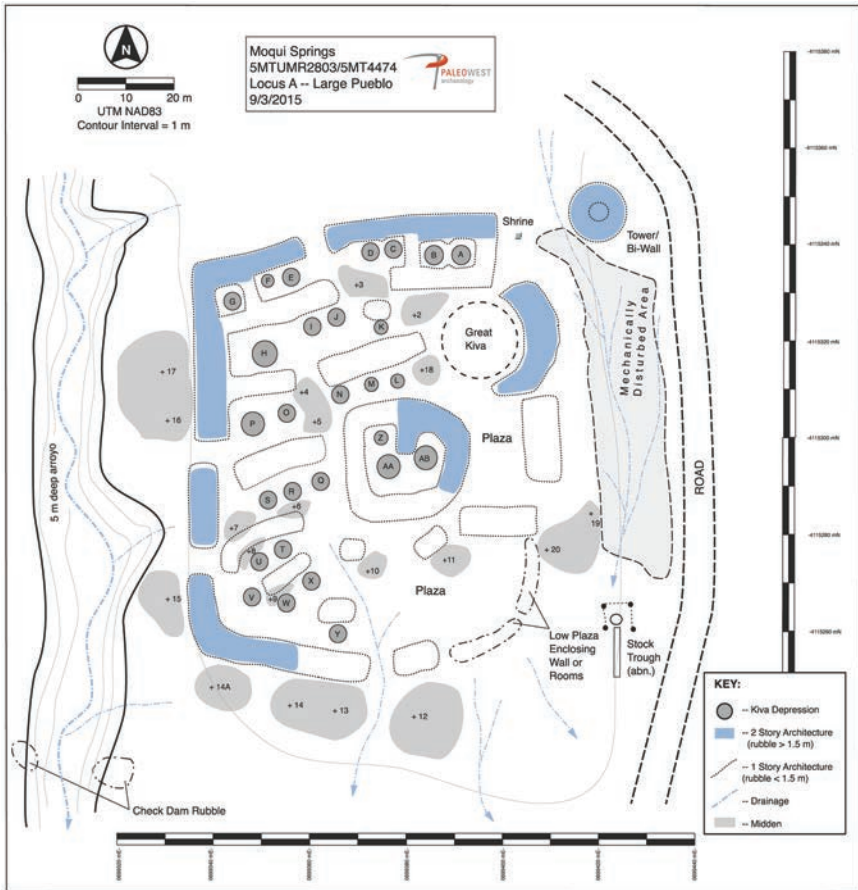 N
0 10 20 m
UTM NAD83
Contour Interval = 1 m
Moqui Springs
5MTUMR2803/5MT4474
Locus A -- Large Pueblo
9/3/2015
PALEOWEST
archaeology
Shrine
Tower/
Bi-Wall
D
C
B
A
F
E
G
+3
+2
J
I
K
H
Great
Kiva
Mechanically
Disturbed Area
+ 17
+ 16
+18
+4
+5
N
M
L
O
P
Plaza
Z
AA
AB
5 m deep arroyo
ROAD
Q
R
S
+6
+7
+8
T
U
+ 19
+ 20
+11
+10
X
V
+9
W
Plaza
+ 15
Y
Low Plaza
Enclosing
Wall or
Rooms
Stock
Trough
(abn.)
+ 14A
+ 14
+ 13
+ 12
Check Dam Rubble
KEY:
-- Kiva Depression
-- 2 Story Architecture
(rubble > 1.5 m)
-- 1 Story Architecture
(rubble < 1.5 m)
-- Drainage
-- Midden